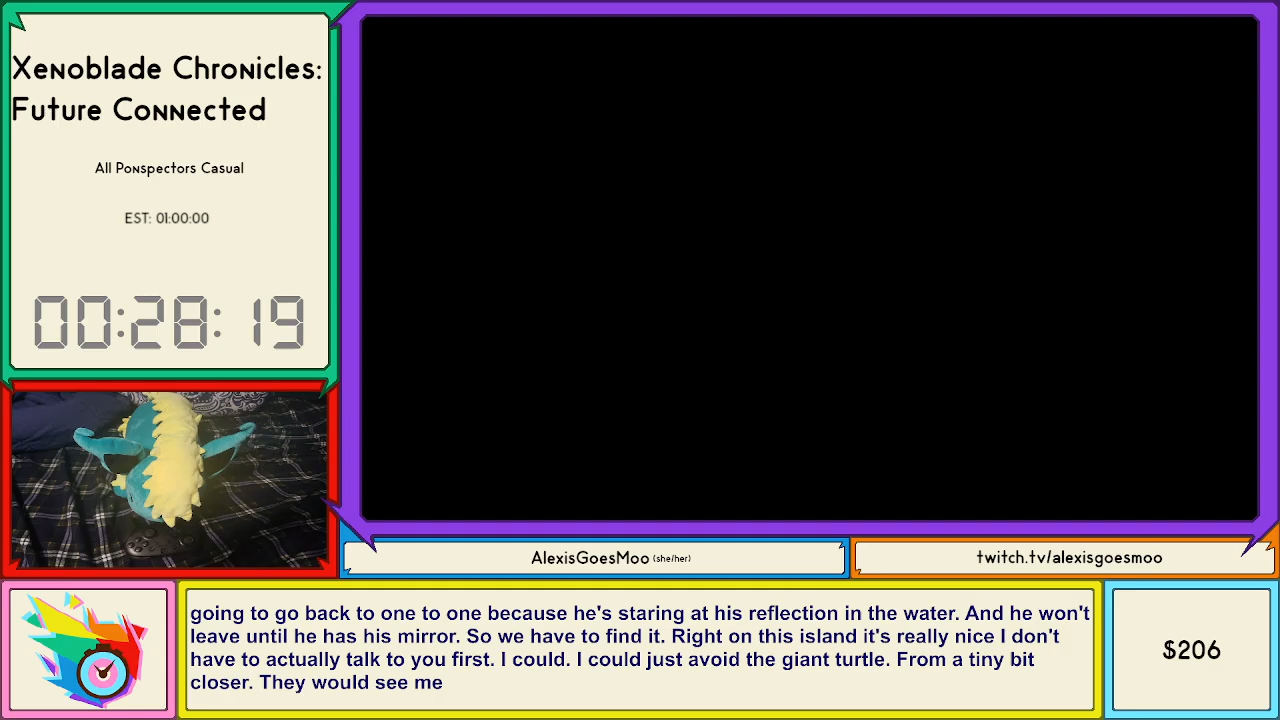 Xenoblade Chronicles:
Future Connected
All Ponspectors Casual
EST: 01:00:00
00:28:19
AlexisGoesMoo (she/her)
twitch.tv/alexisgoesmoo
going to go back to one to one because he's staring at his reflection in the water. And he won't
leave until he has his mirror. So we have to find it. Right on this island it's really nice I don't
have to actually talk to you first. I could. I could just avoid the giant turtle. From a tiny bit
closer. They would see me
$206